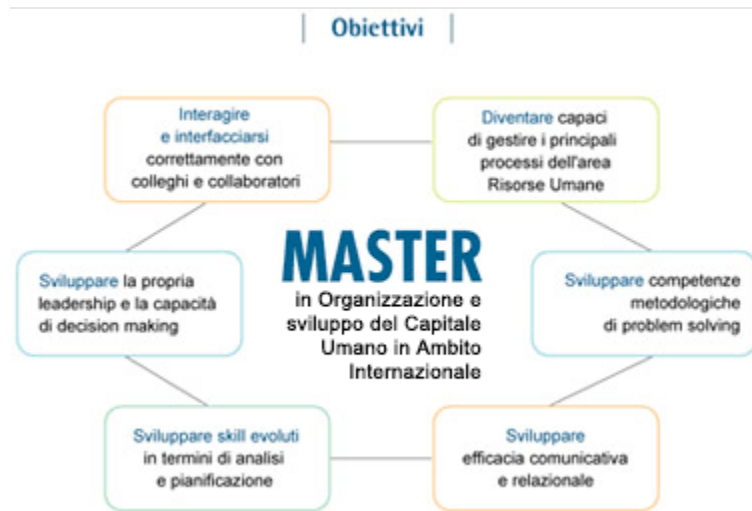 Obiettivi
Interagire
e interfacciarsi
correttamente con
colleghi e collaboratori
Diventare capaci
di gestire i principali
processi dell'area
Risorse Umane
Sviluppare la propria
leadership e la capacità
di decision making
MASTER
in Organizzazione e
sviluppo del Capitale
Umano in Ambito
Internazionale
Sviluppare competenze
metodologiche
di problem solving
Sviluppare skill evoluti
in termini di analisi
e pianificazione
Sviluppare
efficacia comunicativa
e relazionale